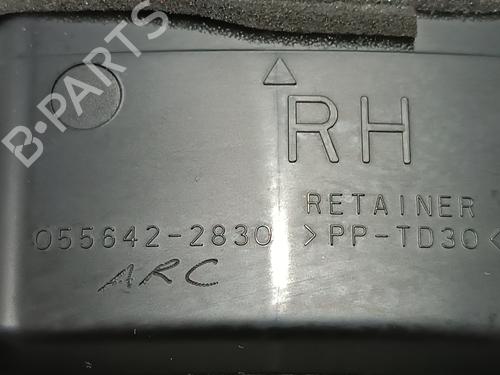 B-PARTS
RH
RETAINER
055642-2830 >PP-TD30<
ARC